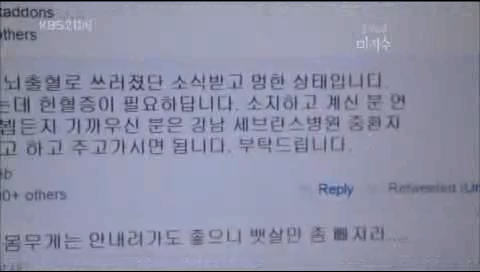 taddons
others
뇌출혈로 쓰러졌단 소식받고 멍한 상태입니다.
는데 헌혈증이 필요하답니다. 소지하고 계신 분 연
뵙든지 가까우신 분은 강남 세브란스병원 중환자
고 하고 주고가시면 됩니다. 부탁드립니다.
eb
0+ others
Reply
Retweeted (Un
몸무게는 안내려가도 좋으니 뱃살만 좀 빠져라....